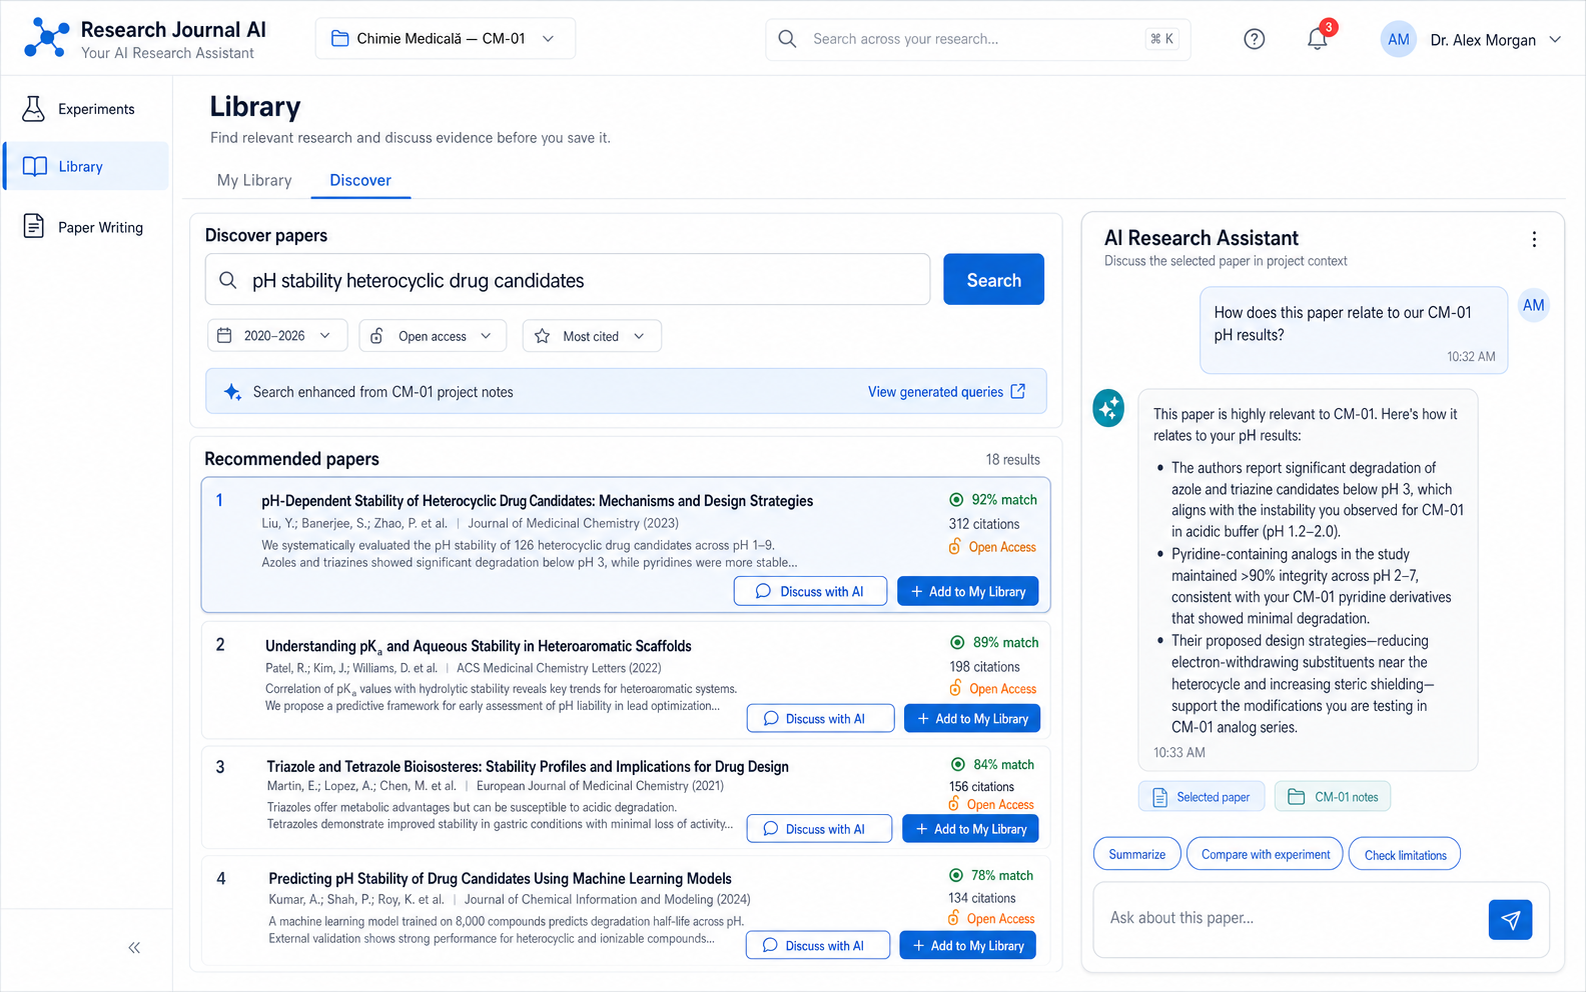 Research Journal AI
Your AI Research Assistant
Chimie Medicală — CM-01
Search across your research...
⌘ K
3
AM
Dr. Alex Morgan
Experiments
Library
Paper Writing
Library
Find relevant research and discuss evidence before you save it.
My Library
Discover
Discover papers
pH stability heterocyclic drug candidates
Search
2020–2026
Open access
Most cited
Search enhanced from CM-01 project notes
View generated queries
Recommended papers
18 results
1
pH-Dependent Stability of Heterocyclic Drug Candidates: Mechanisms and Design Strategies
92% match
Liu, Y.; Banerjee, S.; Zhao, P. et al. | Journal of Medicinal Chemistry (2023)
312 citations
We systematically evaluated the pH stability of 126 heterocyclic drug candidates across pH 1–9.
Open Access
Azoles and triazines showed significant degradation below pH 3, while pyridines were more stable...
Discuss with AI
+ Add to My Library
2
Understanding pKa and Aqueous Stability in Heteroaromatic Scaffolds
89% match
Patel, R.; Kim, J.; Williams, D. et al. | ACS Medicinal Chemistry Letters (2022)
198 citations
Correlation of pKa values with hydrolytic stability reveals key trends for heteroaromatic systems.
Open Access
We propose a predictive framework for early assessment of pH liability in lead optimization...
Discuss with AI
+ Add to My Library
3
Triazole and Tetrazole Bioisosteres: Stability Profiles and Implications for Drug Design
84% match
Martin, E.; Lopez, A.; Chen, M. et al. | European Journal of Medicinal Chemistry (2021)
156 citations
Triazoles offer metabolic advantages but can be susceptible to acidic degradation.
Open Access
Tetrazoles demonstrate improved stability in gastric conditions with minimal loss of activity...
Discuss with AI
+ Add to My Library
4
Predicting pH Stability of Drug Candidates Using Machine Learning Models
78% match
Kumar, A.; Shah, P.; Roy, K. et al. | Journal of Chemical Information and Modeling (2024)
134 citations
A machine learning model trained on 8,000 compounds predicts degradation half-life across pH.
Open Access
External validation shows strong performance for heterocyclic and ionizable compounds...
Discuss with AI
+ Add to My Library
AI Research Assistant
Discuss the selected paper in project context
How does this paper relate to our CM-01
pH results?
10:32 AM
AM
This paper is highly relevant to CM-01. Here's how it
relates to your pH results:
• The authors report significant degradation of
azole and triazine candidates below pH 3, which
aligns with the instability you observed for CM-01
in acidic buffer (pH 1.2–2.0).
• Pyridine-containing analogs in the study
maintained >90% integrity across pH 2–7,
consistent with your CM-01 pyridine derivatives
that showed minimal degradation.
• Their proposed design strategies—reducing
electron-withdrawing substituents near the
heterocycle and increasing steric shielding—
support the modifications you are testing in
CM-01 analog series.
10:33 AM
Selected paper
CM-01 notes
Summarize
Compare with experiment
Check limitations
Ask about this paper...